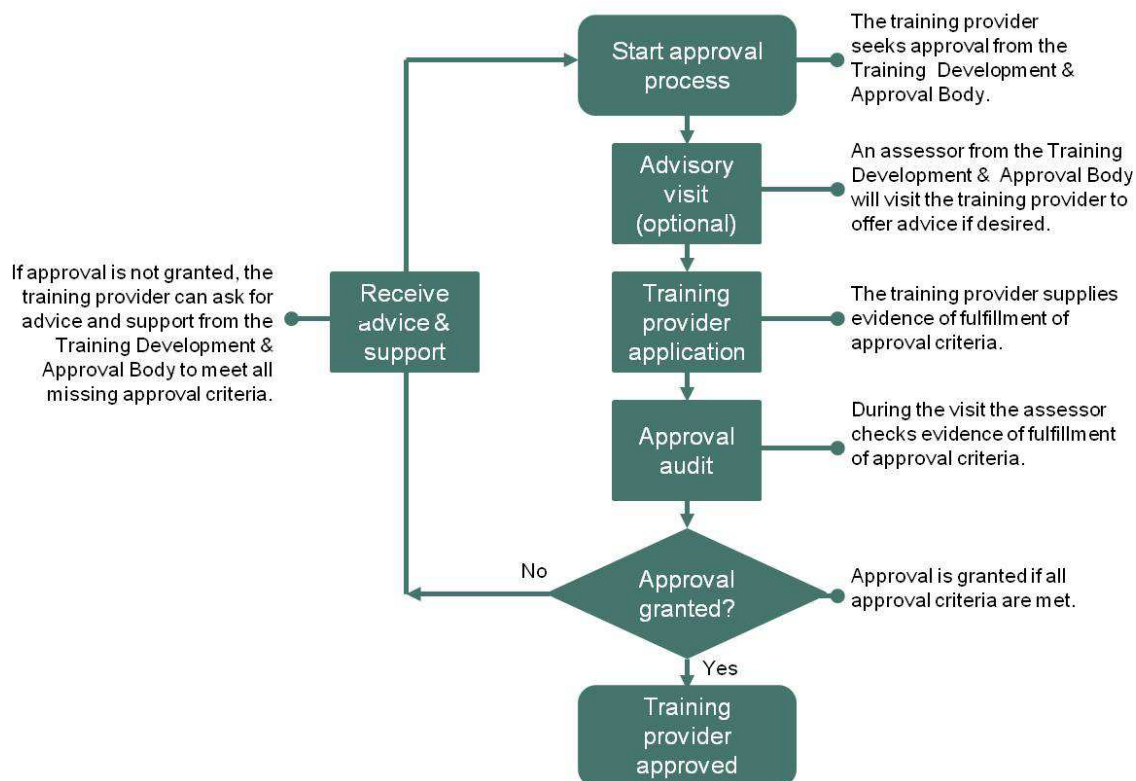 Start approval
process
The training provider
seeks approval from the
Training Development &
Approval Body.
Advisory
visit
(optional)
An assessor from the Training
Development & Approval Body
will visit the training provider to
offer advice if desired.
If approval is not granted, the
training provider can ask for
advice and support from the
Training Development &
Approval Body to meet all
missing approval criteria.
Receive
advice &
support
Training
provider
application
The training provider supplies
evidence of fulfillment of
approval criteria.
Approval
audit
During the visit the assessor
checks evidence of fulfillment
of approval criteria.
No
Approval
granted?
Approval is granted if all
approval criteria are met.
Yes
Training
provider
approved